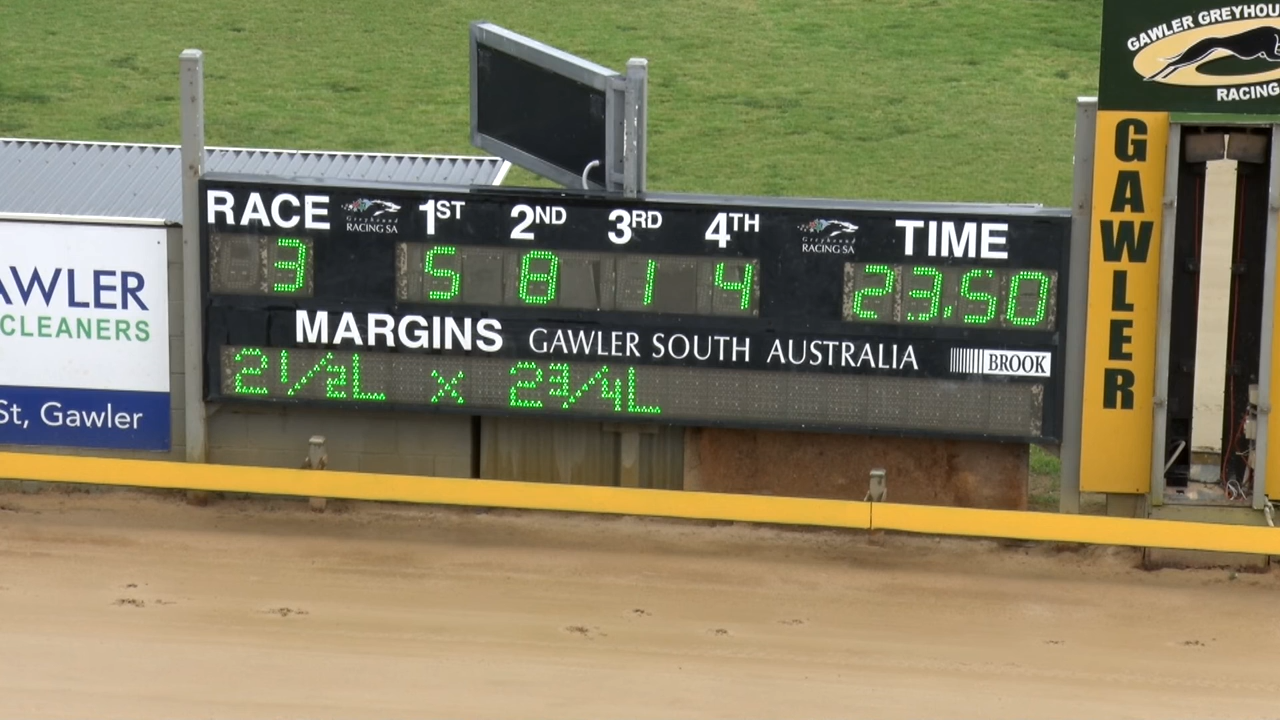 GAWLER GREYHOU
RACING
RACE
Greyhound
RACING SA
1ST 2ND 3RD 4TH
Greyhound
RACING SA
TIME
3 5 8 1 4 23.50
MARGINS GAWLER SOUTH AUSTRALIA BROOK
2 1/2L x 2 3/4L
AWLER
CLEANERS
St, Gawler
GAWLER